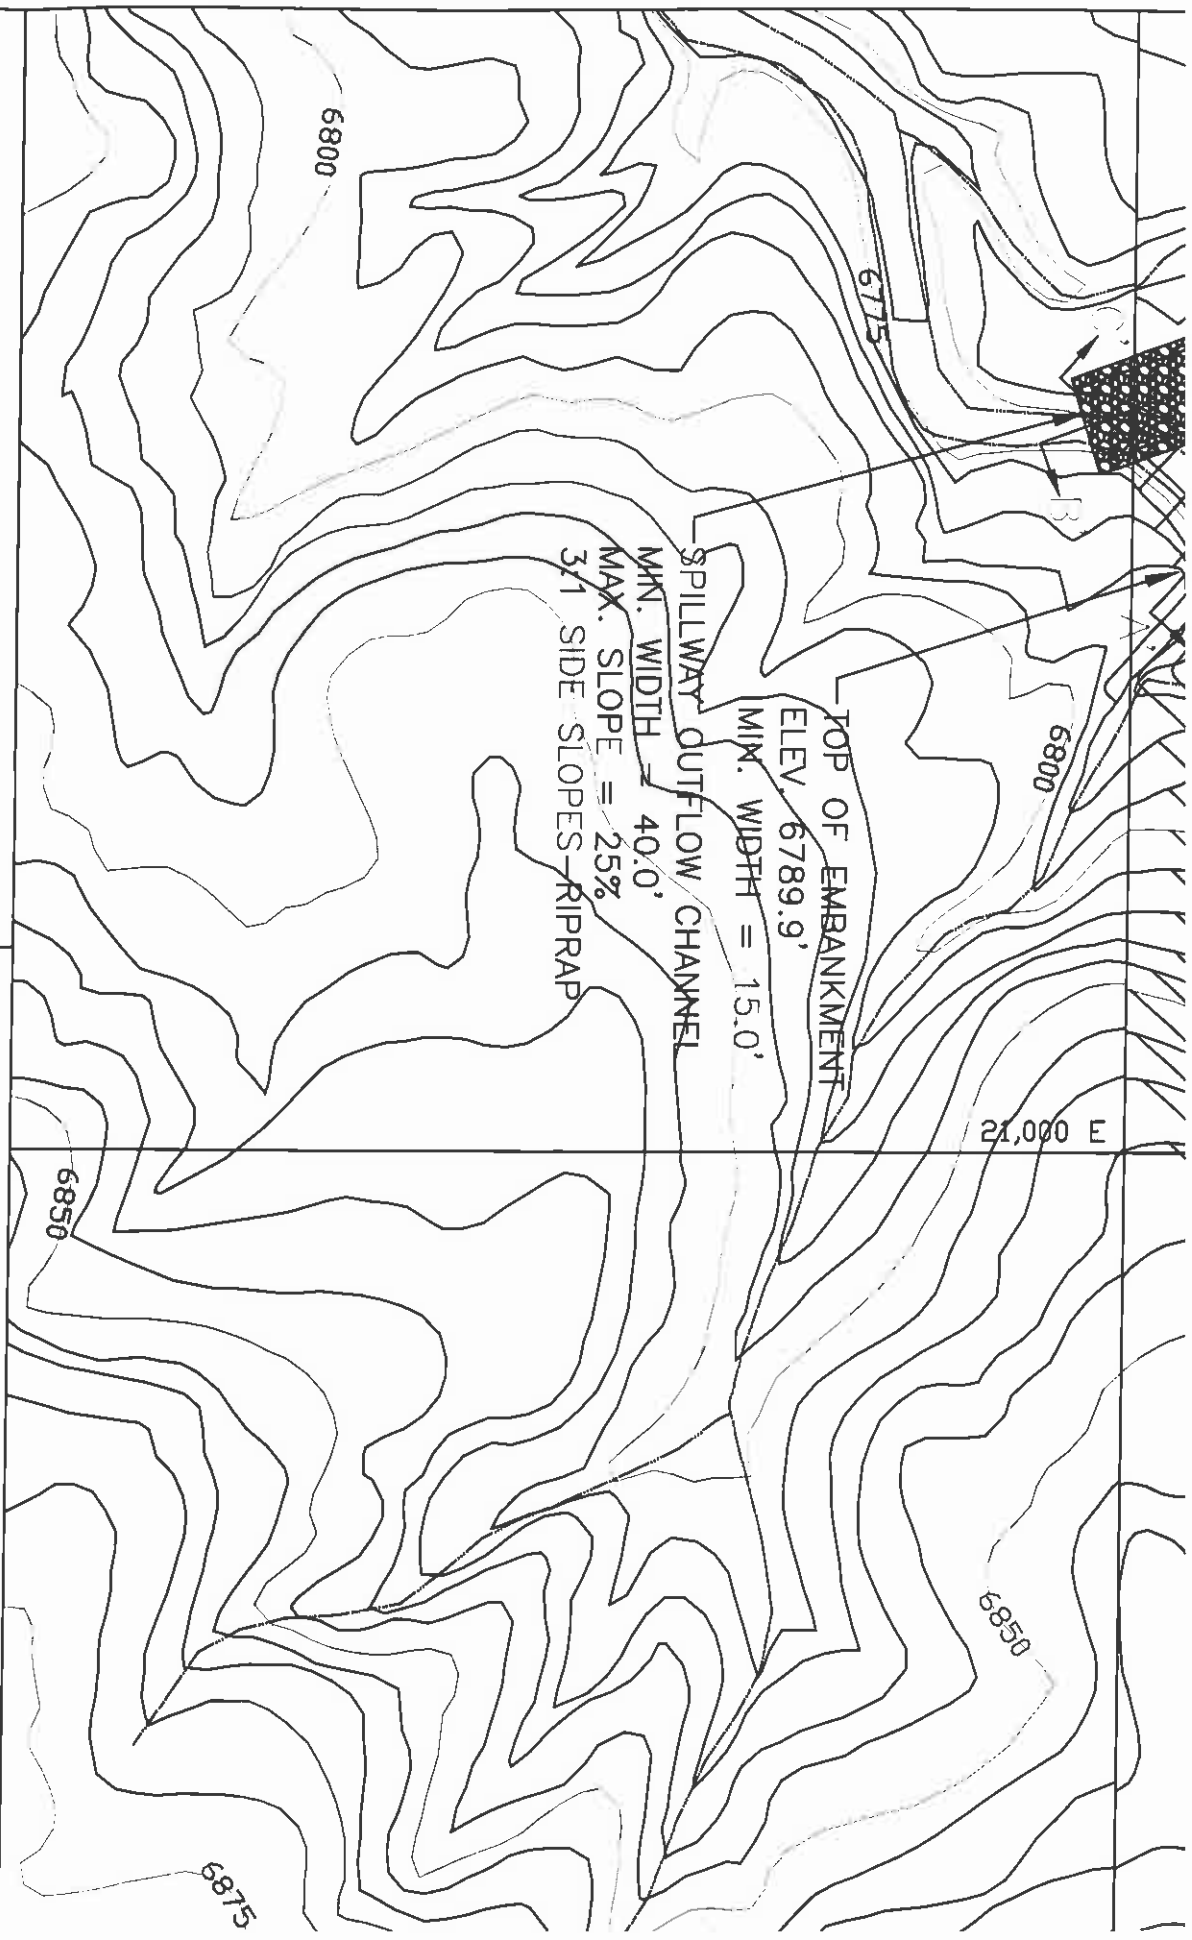 TOP OF EMBANKMENT
ELEV. 6789.9'
MIN. WIDTH = 15.0'
SPILLWAY OUTFLOW CHANNEL
MIN. WIDTH = 40.0'
MAX. SLOPE = 25%
3:1 SIDE SLOPES-RIPRAP
21,000 E
6800
6775
C'
B
6800
6850
6850
6875